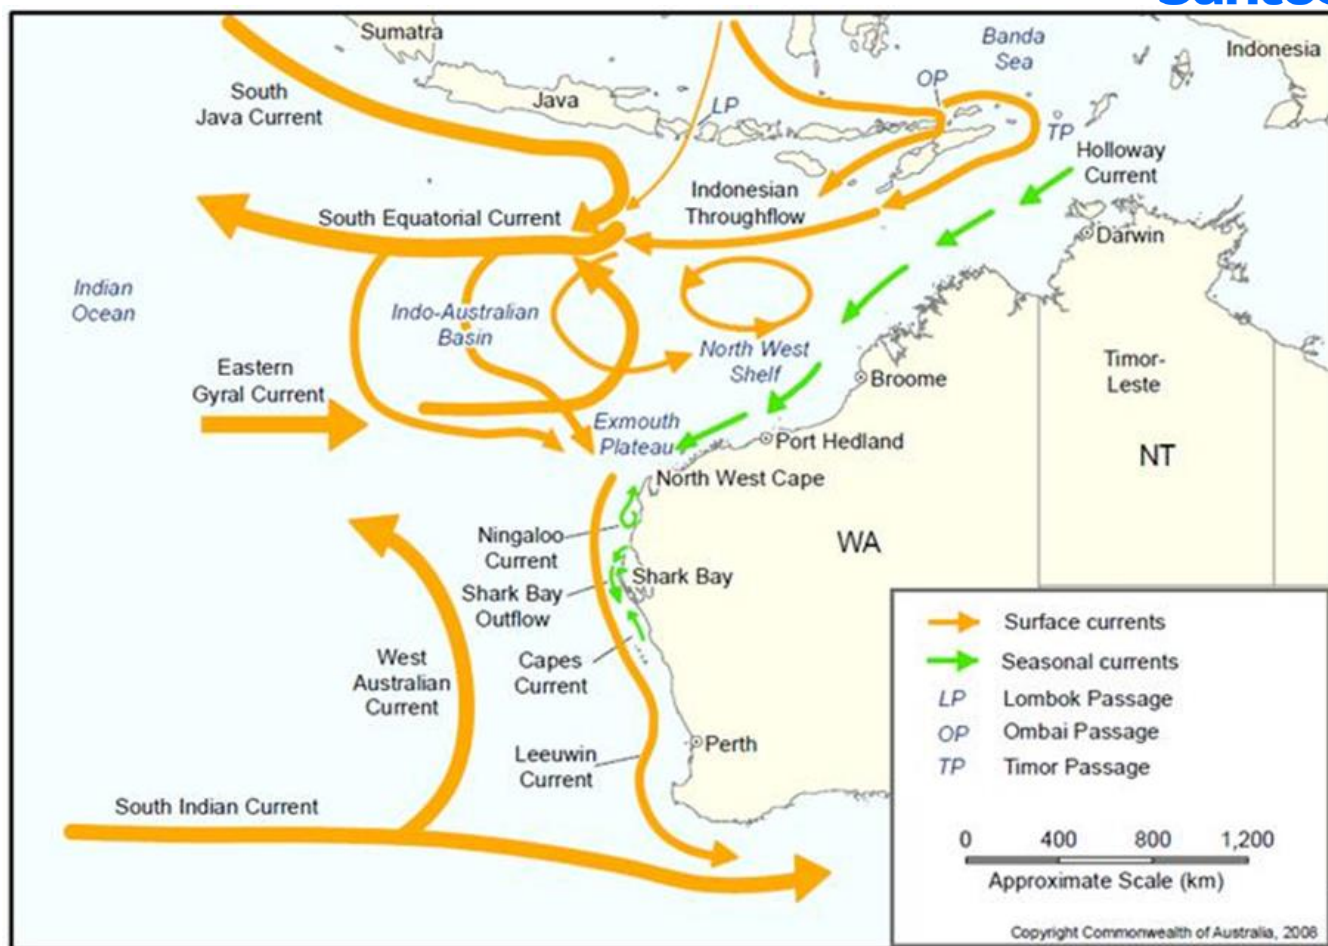 Sumatra
Banda
Sea
Indonesia
OP
South
Java Current
Java
LP
TP
Holloway
Current
Indonesian
Throughflow
South Equatorial Current
Darwin
Indian
Ocean
Indo-Australian
Basin
North West
Shelf
Timor-
Leste
Eastern
Gyral Current
Broome
Exmouth
Plateau
Port Hedland
NT
North West Cape
Ningaloo
Current
WA
Shark Bay
Shark Bay
Outflow
Surface currents
West
Australian
Current
Capes
Current
Seasonal currents
LP Lombok Passage
OP Ombai Passage
Perth
TP Timor Passage
Leeuwin
Current
South Indian Current
0 400 800 1,200
Approximate Scale (km)
Copyright Commonwealth of Australia, 2008